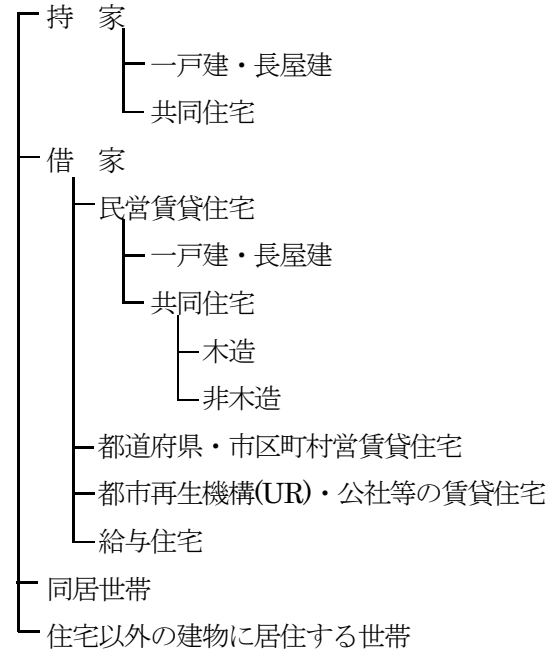 持　家
一戸建・長屋建
共同住宅
借　家
民営賃貸住宅
一戸建・長屋建
共同住宅
木造
非木造
都道府県・市区町村営賃貸住宅
都市再生機構(UR)・公社等の賃貸住宅
給与住宅
同居世帯
住宅以外の建物に居住する世帯